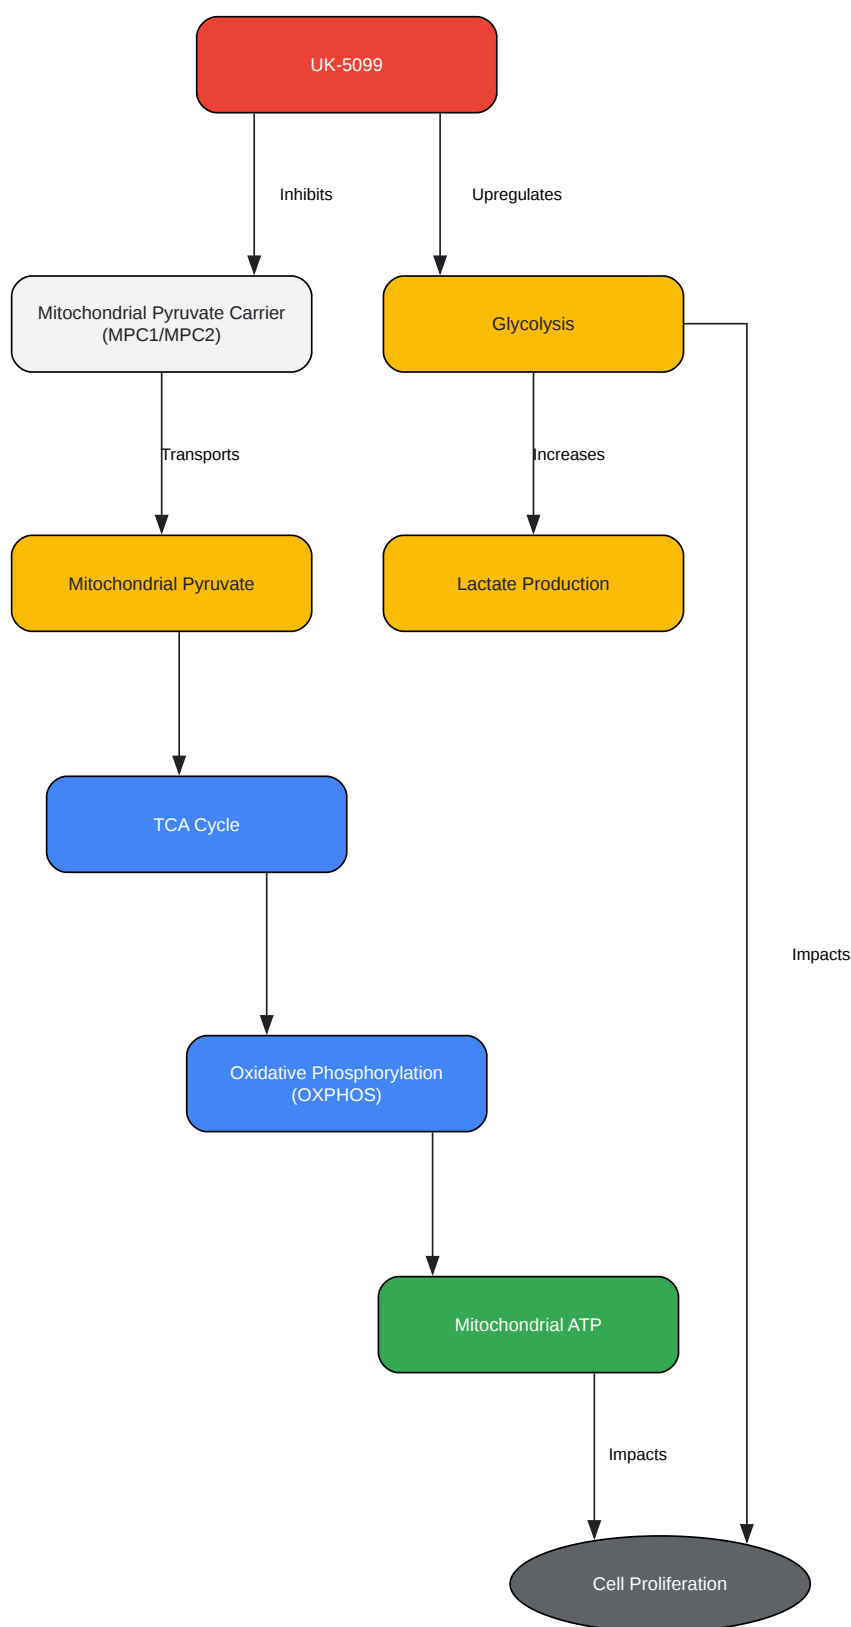 UK-5099
Inhibits
Upregulates
Mitochondrial Pyruvate Carrier
(MPC1/MPC2)
Glycolysis
Transports
Increases
Mitochondrial Pyruvate
Lactate Production
TCA Cycle
Impacts
Oxidative Phosphorylation
(OXPHOS)
Mitochondrial ATP
Impacts
Cell Proliferation